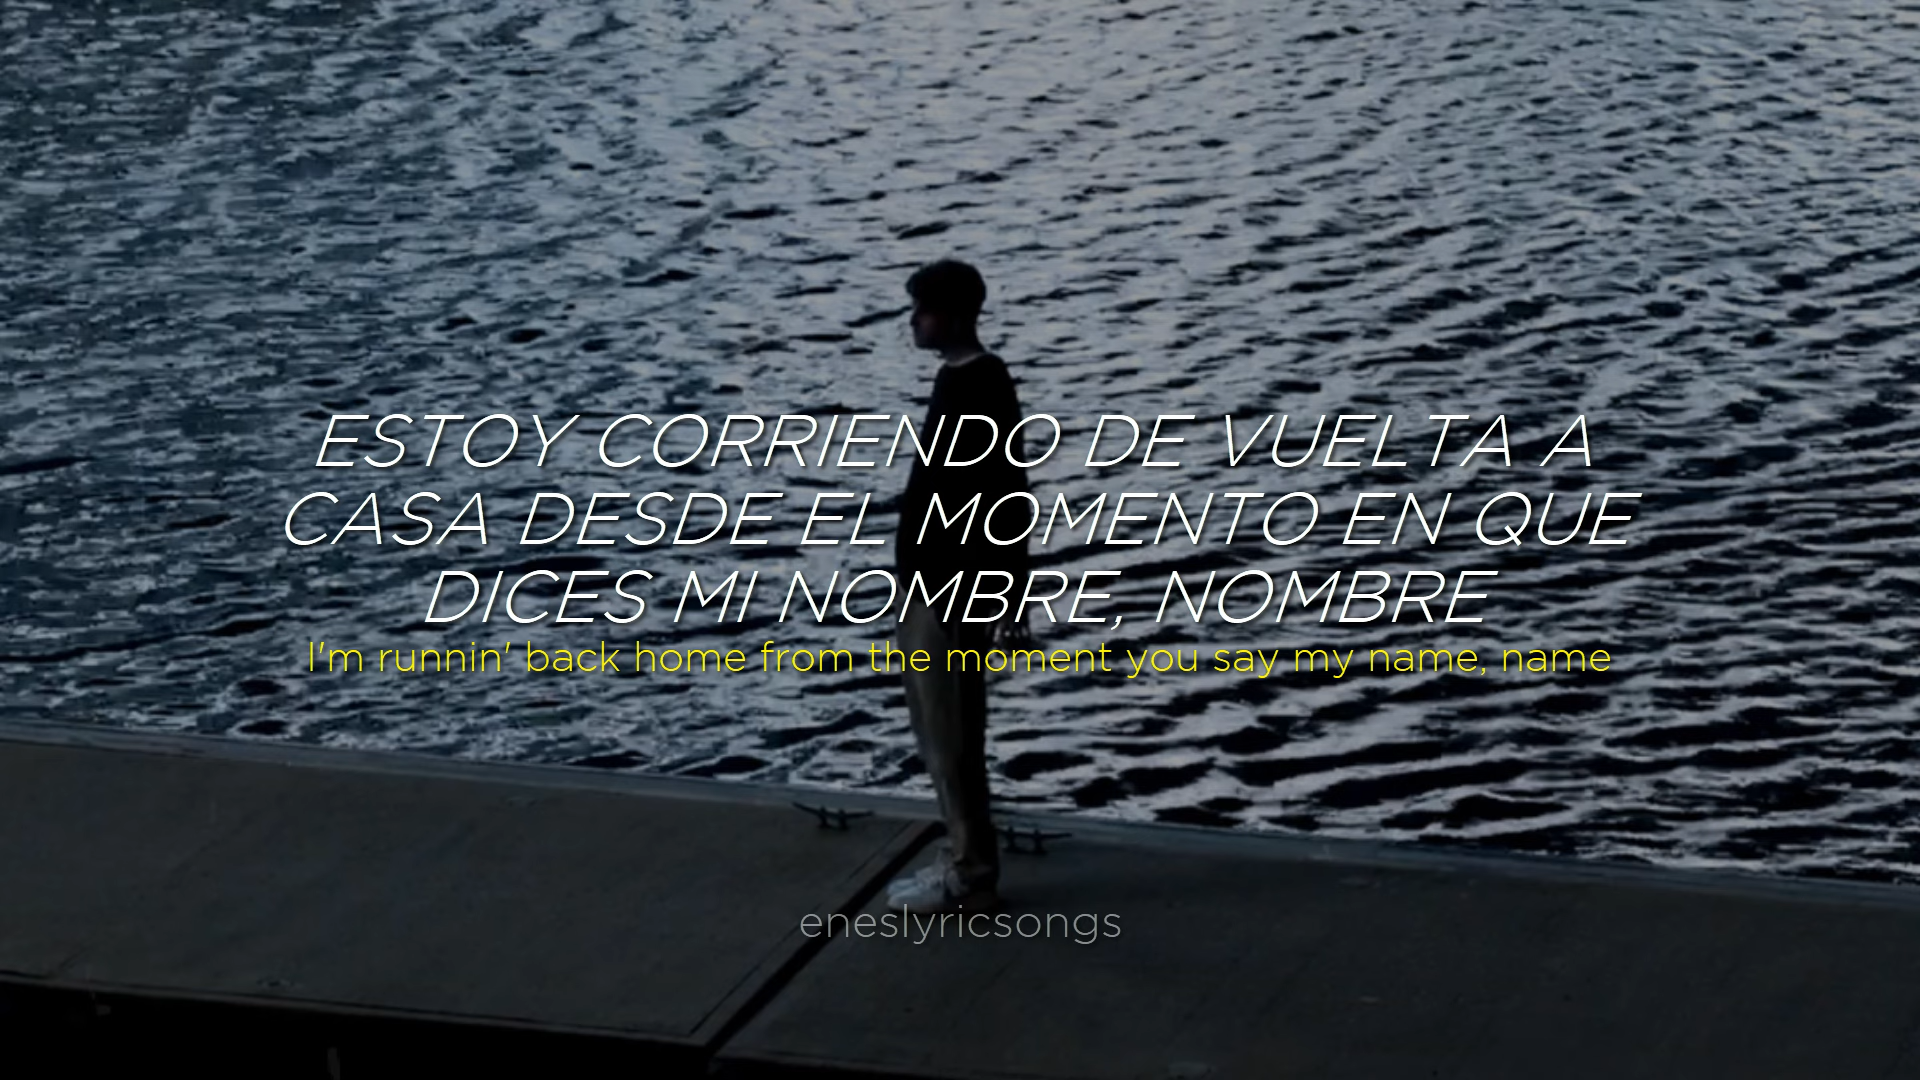 ESTOY CORRIENDO DE VUELTA A
CASA DESDE EL MOMENTO EN QUE
DICES MI NOMBRE, NOMBRE
I'm runnin' back home from the moment you say my name, name
eneslyricsongs